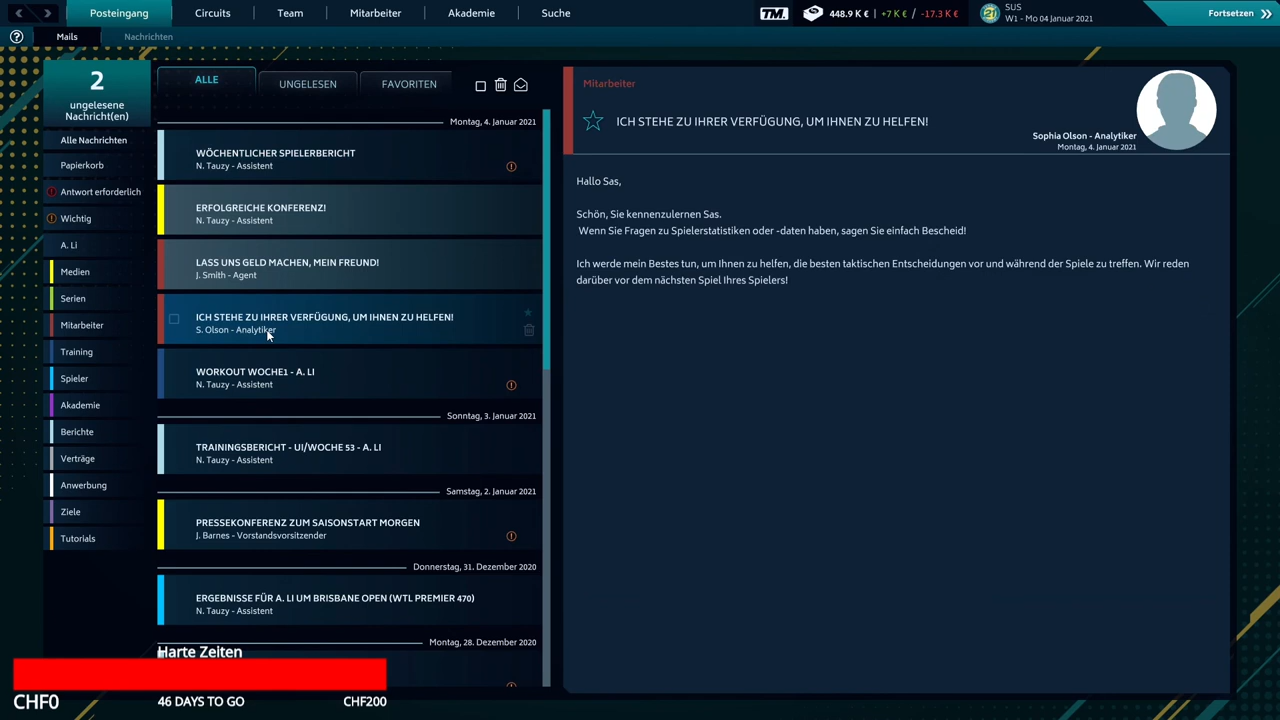 Posteingang
Circuits
Team
Mitarbeiter
Akademie
Suche
TM.
448.9 K € | +7 K € / -17.3 K €
21
SUS
W1 - Mo 04 Januar 2021
Fortsetzen
Mails
Nachrichten
2
ungelesene
Nachricht(en)
Alle Nachrichten
Papierkorb
Antwort erforderlich
Wichtig
A. Li
Medien
Serien
Mitarbeiter
Training
Spieler
Akademie
Berichte
Verträge
Anwerbung
Ziele
Tutorials
ALLE
UNGELESEN
FAVORITEN
Montag, 4. Januar 2021
WÖCHENTLICHER SPIELERBERICHT
N. Tauzy - Assistent
ERFOLGREICHE KONFERENZ!
N. Tauzy - Assistent
LASS UNS GELD MACHEN, MEIN FREUND!
J. Smith - Agent
ICH STEHE ZU IHRER VERFÜGUNG, UM IHNEN ZU HELFEN!
S. Olson - Analytiker
WORKOUT WOCHE1 - A. LI
N. Tauzy - Assistent
Sonntag, 3. Januar 2021
TRAININGSBERICHT - UI/WOCHE 53 - A. LI
N. Tauzy - Assistent
Samstag, 2. Januar 2021
PRESSEKONFERENZ ZUM SAISONSTART MORGEN
J. Barnes - Vorstandsvorsitzender
Donnerstag, 31. Dezember 2020
ERGEBNISSE FÜR A. LI UM BRISBANE OPEN (WTL PREMIER 470)
N. Tauzy - Assistent
Montag, 28. Dezember 2020
Mitarbeiter
ICH STEHE ZU IHRER VERFÜGUNG, UM IHNEN ZU HELFEN!
Sophia Olson - Analytiker
Montag, 4. Januar 2021
Hallo Sas,
Schön, Sie kennenzulernen Sas.
Wenn Sie Fragen zu Spielerstatistiken oder -daten haben, sagen Sie einfach Bescheid!
Ich werde mein Bestes tun, um Ihnen zu helfen, die besten taktischen Entscheidungen vor und während der Spiele zu treffen. Wir reden
darüber vor dem nächsten Spiel Ihres Spielers!
Harte Zeiten
CHF0
46 DAYS TO GO
CHF200